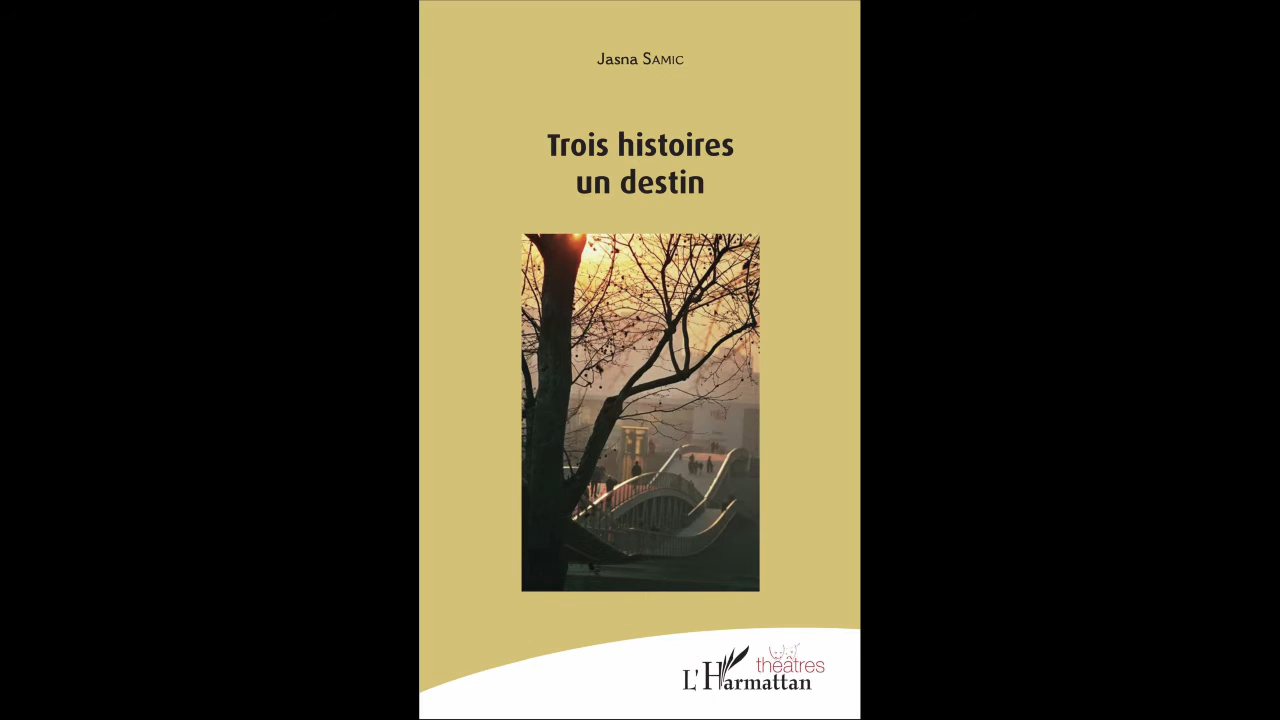 Jasna SAMIC
Trois histoires
un destin
théâtres
L'Harmattan